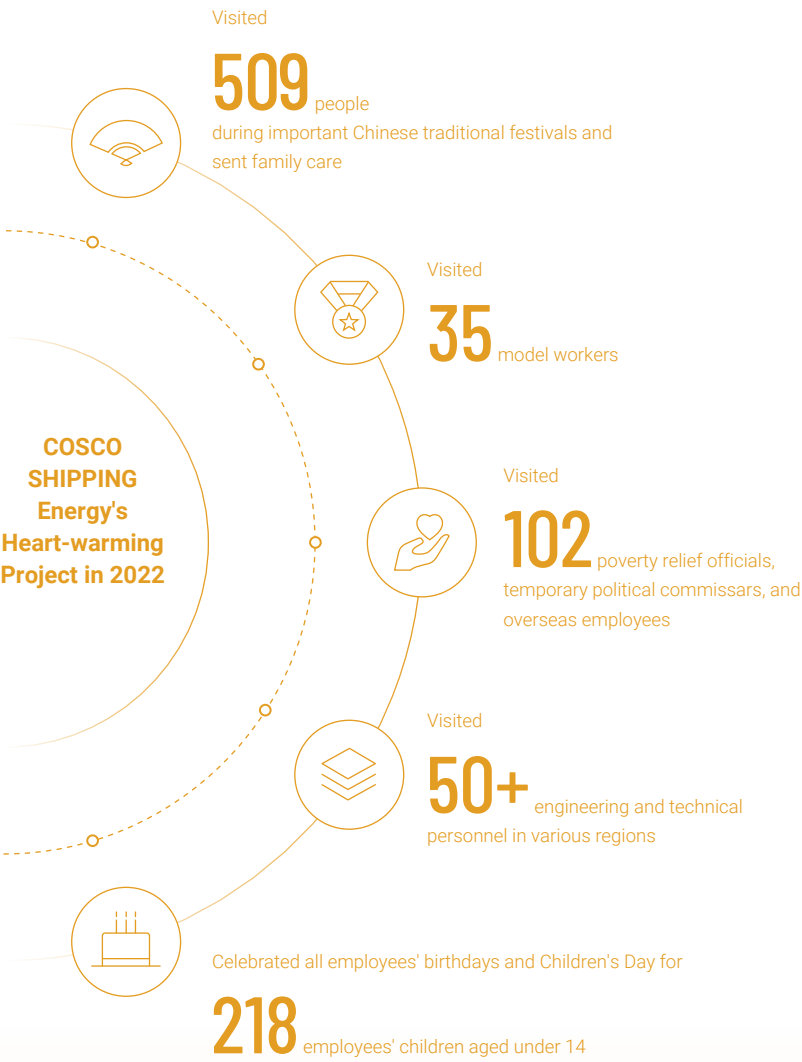 Visited
509 people
during important Chinese traditional festivals and
sent family care
Visited
35 model workers
COSCO
SHIPPING
Energy's
Heart-warming
Project in 2022
Visited
102 poverty relief officials,
temporary political commissars, and
overseas employees
Visited
50+ engineering and technical
personnel in various regions
Celebrated all employees' birthdays and Children's Day for
218 employees' children aged under 14